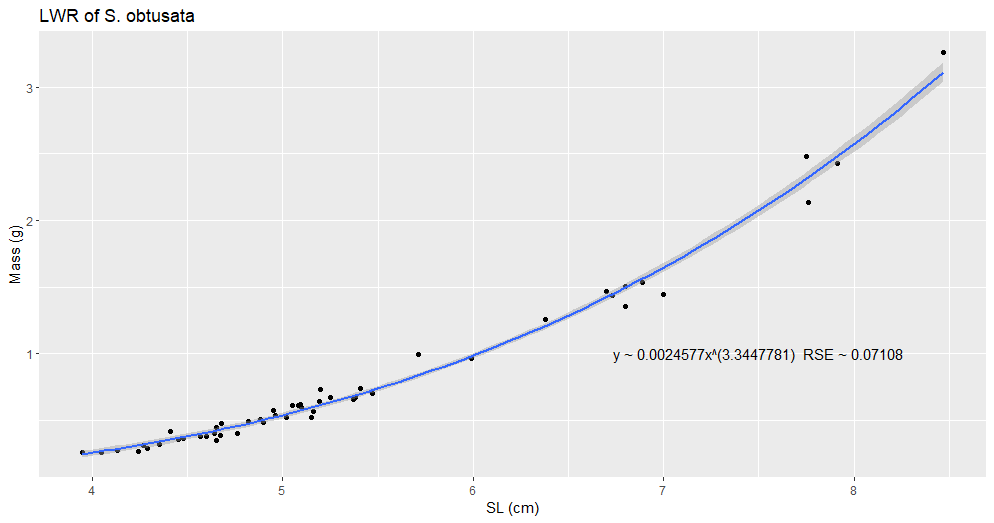 LWR of S. obtusata
3
2
1
Mass (g)
y ~ 0.0024577x^(3.3447781) RSE ~ 0.07108
4 5 6 7 8
SL (cm)